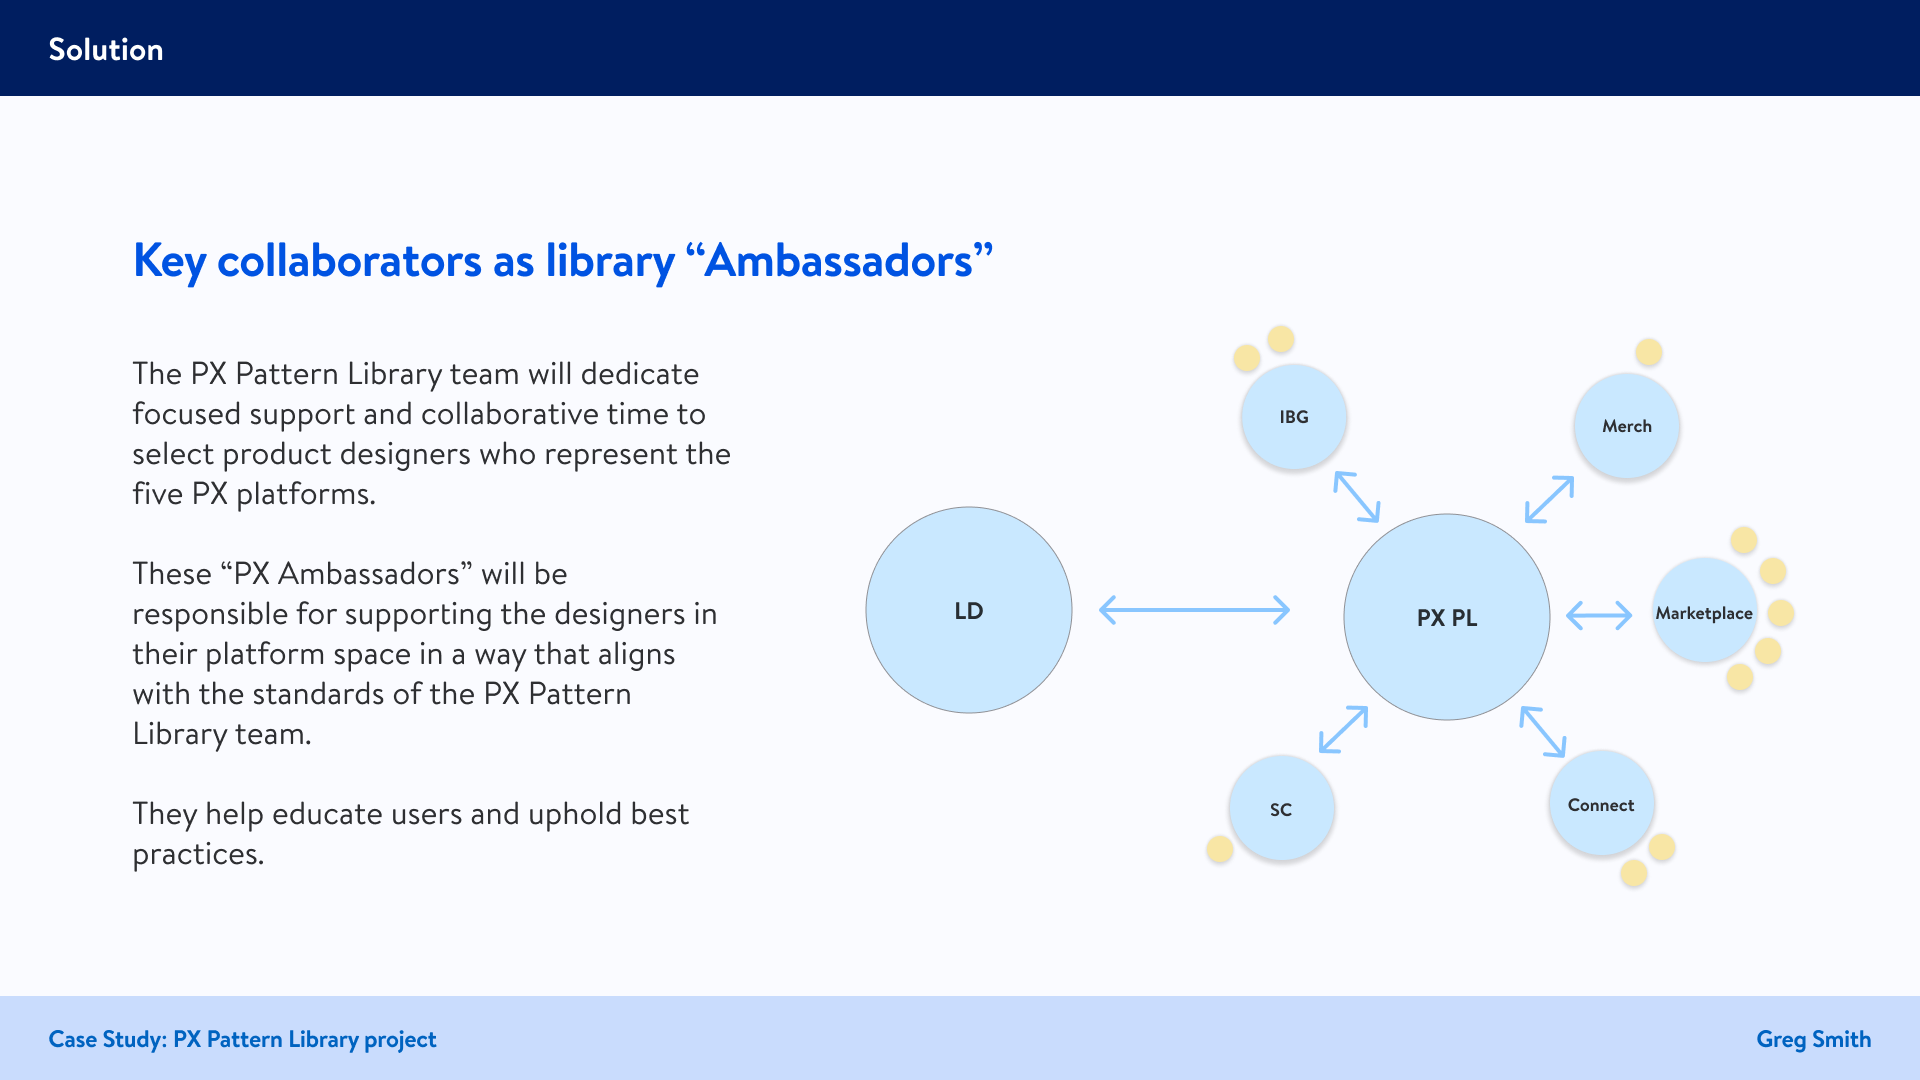 Solution
Key collaborators as library “Ambassadors”
The PX Pattern Library team will dedicate
focused support and collaborative time to
select product designers who represent the
five PX platforms.
These “PX Ambassadors” will be
responsible for supporting the designers in
their platform space in a way that aligns
with the standards of the PX Pattern
Library team.
They help educate users and uphold best
practices.
IBG
Merch
LD
PX PL
Marketplace
SC
Connect
Case Study: PX Pattern Library project
Greg Smith